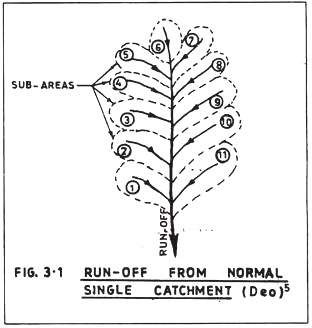 6
7
5
8
SUB-AREAS
4
9
3
10
2
11
1
RUN-OFF
FIG. 3·1 RUN-OFF FROM NORMAL
SINGLE CATCHMENT (Deo)5